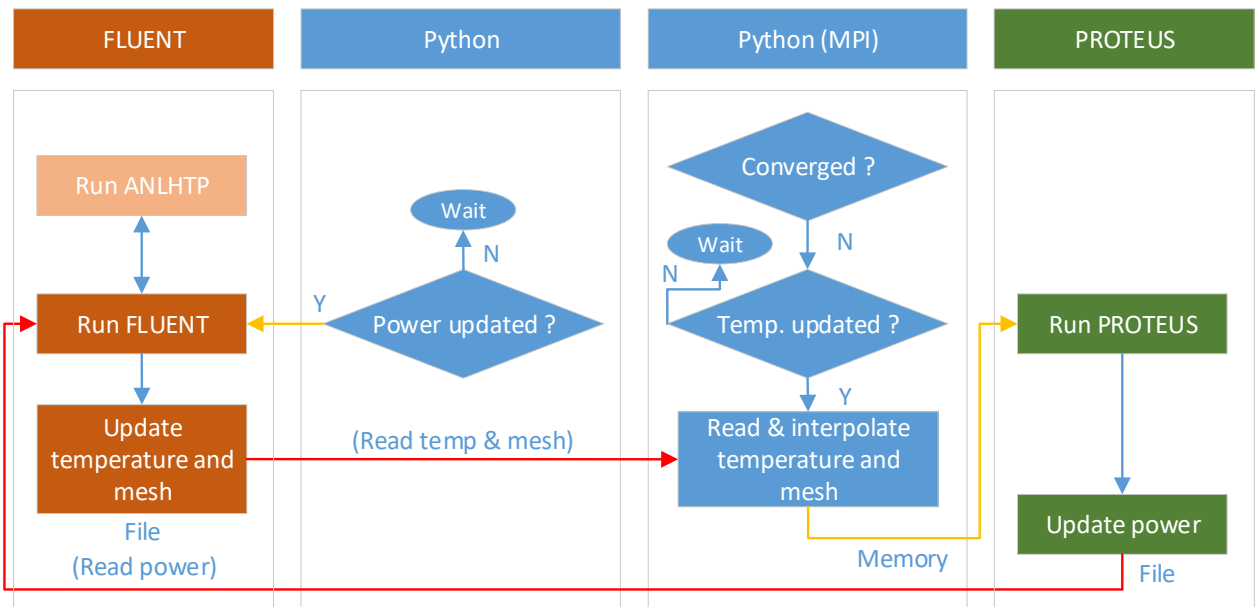 FLUENT
Python
Python (MPI)
PROTEUS
Run ANLHTP
Run FLUENT
Update
temperature and
mesh
File
(Read power)
Wait
N
Y
Power updated ?
(Read temp & mesh)
Converged ?
N
Wait
N
Temp. updated ?
Y
Read & interpolate
temperature and
mesh
Memory
Run PROTEUS
Update power
File